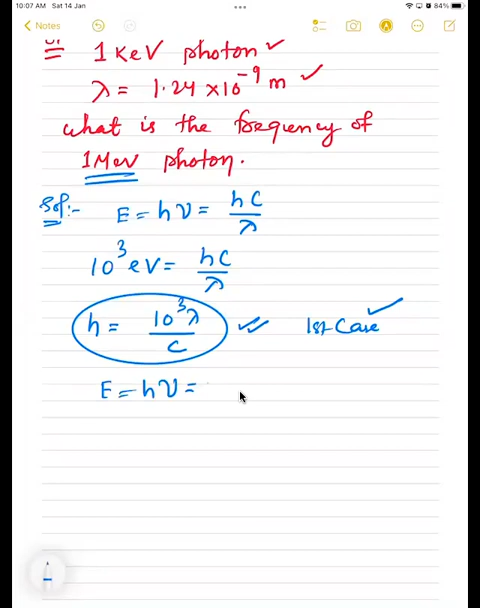 10:07 AM Sat 14 Jan
84%
Notes
1 KeV photon ✓
λ = 1.24 × 10⁻⁹ m ✓
what is the frequency of
1 MeV photon.
Sol:- E = hν = hc/λ
10³ eV = hc/λ
h = 10³λ/c 1st Case ✓
E = hν =